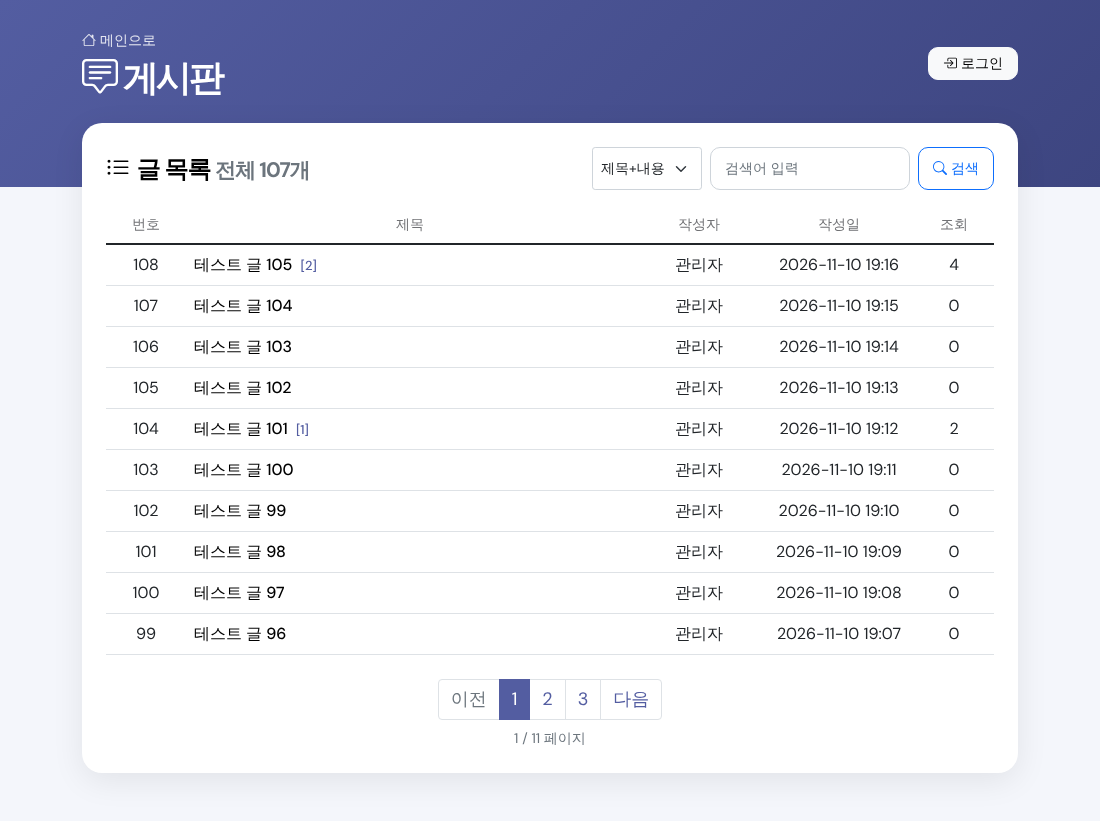 메인으로
게시판
로그인
글 목록 전체 107개
제목+내용 검색어 입력 검색
번호 제목 작성자 작성일 조회
108 테스트 글 105 [2] 관리자 2026-11-10 19:16 4
107 테스트 글 104 관리자 2026-11-10 19:15 0
106 테스트 글 103 관리자 2026-11-10 19:14 0
105 테스트 글 102 관리자 2026-11-10 19:13 0
104 테스트 글 101 [1] 관리자 2026-11-10 19:12 2
103 테스트 글 100 관리자 2026-11-10 19:11 0
102 테스트 글 99 관리자 2026-11-10 19:10 0
101 테스트 글 98 관리자 2026-11-10 19:09 0
100 테스트 글 97 관리자 2026-11-10 19:08 0
99 테스트 글 96 관리자 2026-11-10 19:07 0
이전 1 2 3 다음
1 / 11 페이지